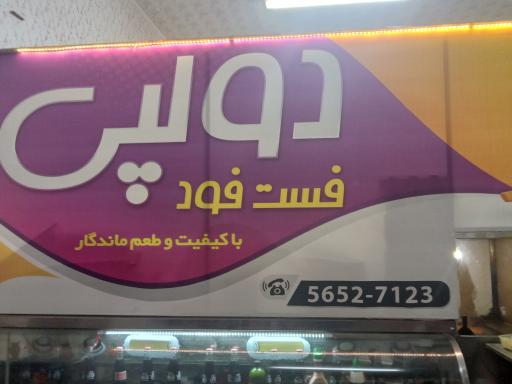 دولپی
فست فود
با کیفیت و طعم ماندگار
5652-7123